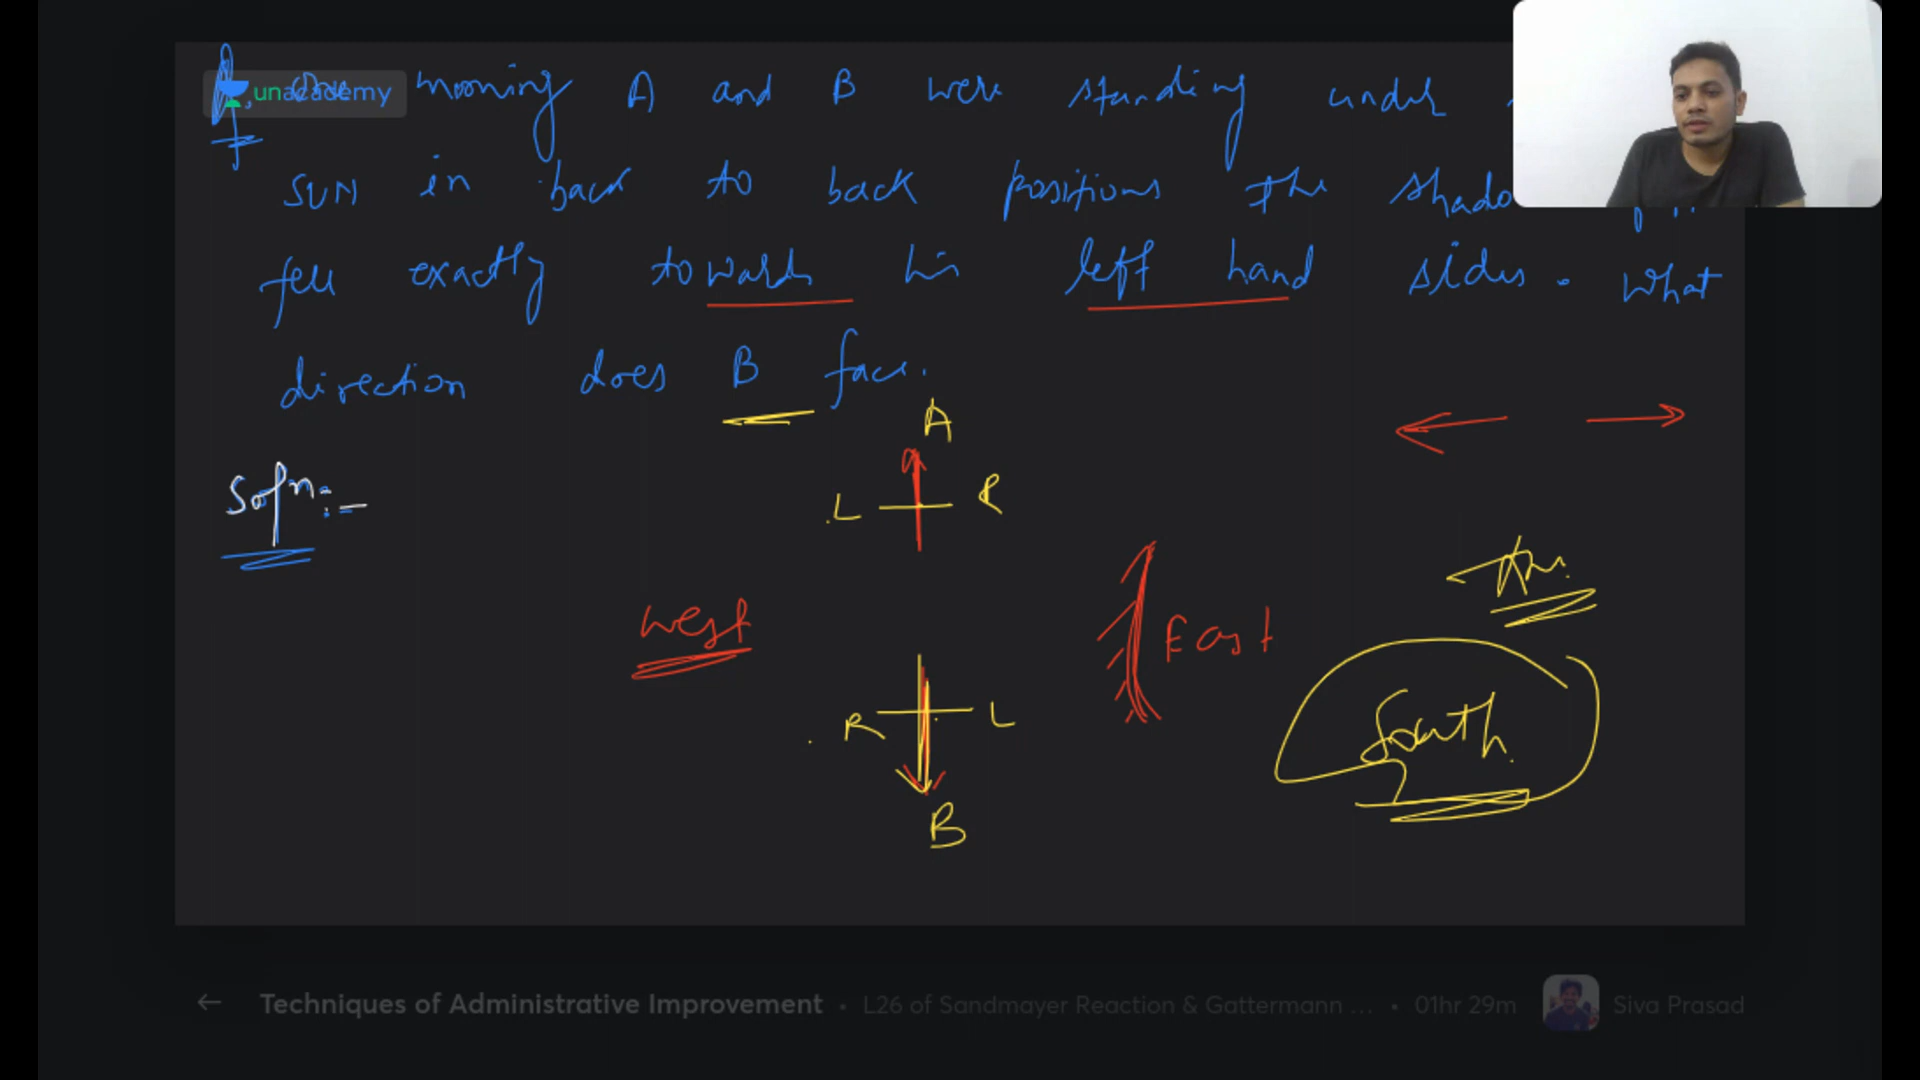 unacademy
One morning A and B were standing under
SUN in back to back positions the shado
fell exactly towards his left hand sides. What
direction does B face.
A
Soln:-
L R
West East
Ans.
R L
South.
B
← Techniques of Administrative Improvement • L26 of Sandmayer Reaction & Gattermann ... • 01hr 29m Siva Prasad